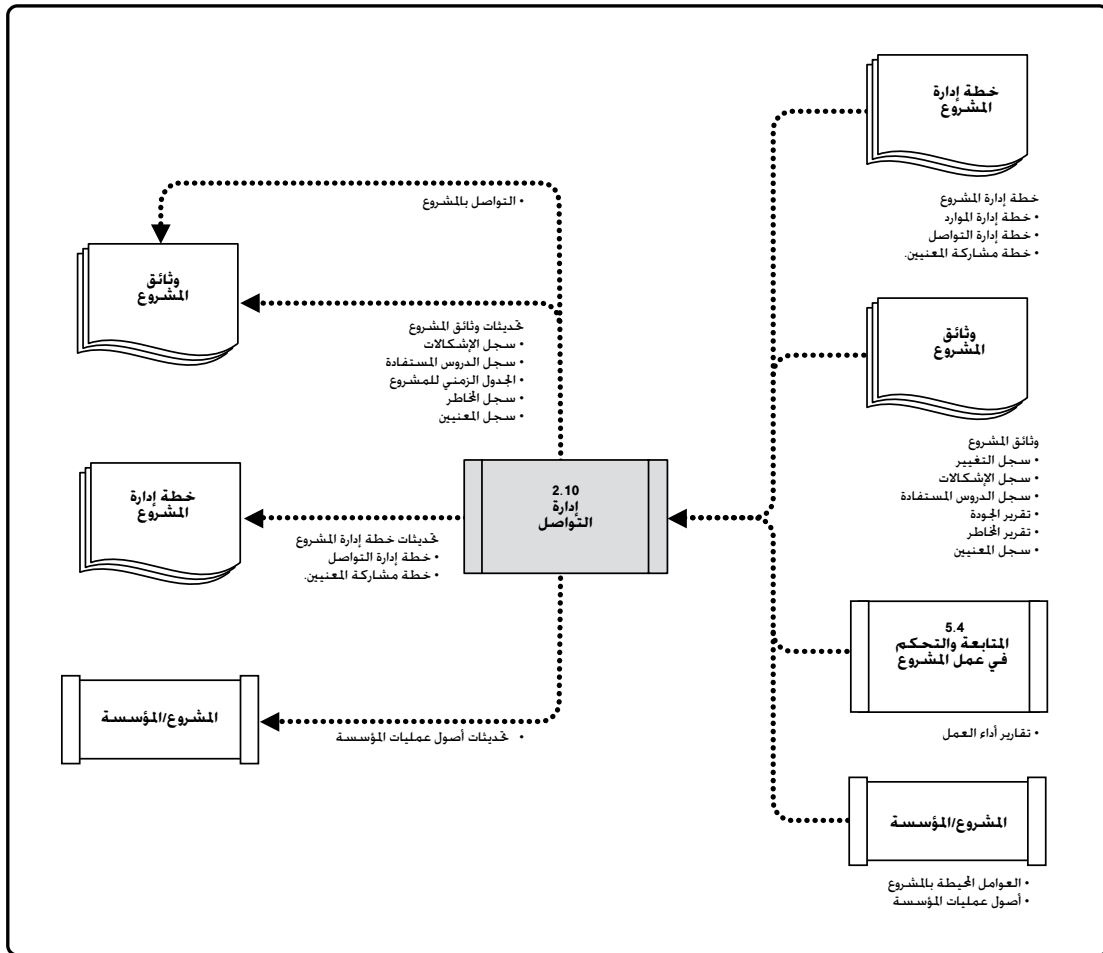 خطة إدارة
المشروع
خطة إدارة المشروع
• خطة إدارة الموارد
• خطة إدارة التواصل
• خطة مشاركة المعنيين.
وثائق
المشروع
وثائق المشروع
• سجل التغيير
• سجل الإشكالات
• سجل الدروس المستفادة
• تقرير الجودة
• تقرير المخاطر
• سجل المعنيين
5.4
المتابعة والتحكم
في عمل المشروع
• تقارير أداء العمل
المشروع/المؤسسة
• العوامل المحيطة بالمشروع
• أصول عمليات المؤسسة
2.10
إدارة
التواصل
• التواصل بالمشروع
وثائق
المشروع
تحديثات وثائق المشروع
• سجل الإشكالات
• سجل الدروس المستفادة
• الجدول الزمني للمشروع
• سجل المخاطر
• سجل المعنيين
خطة إدارة
المشروع
تحديثات خطة إدارة المشروع
• خطة إدارة التواصل
• خطة مشاركة المعنيين.
المشروع/المؤسسة
• تحديثات أصول عمليات المؤسسة